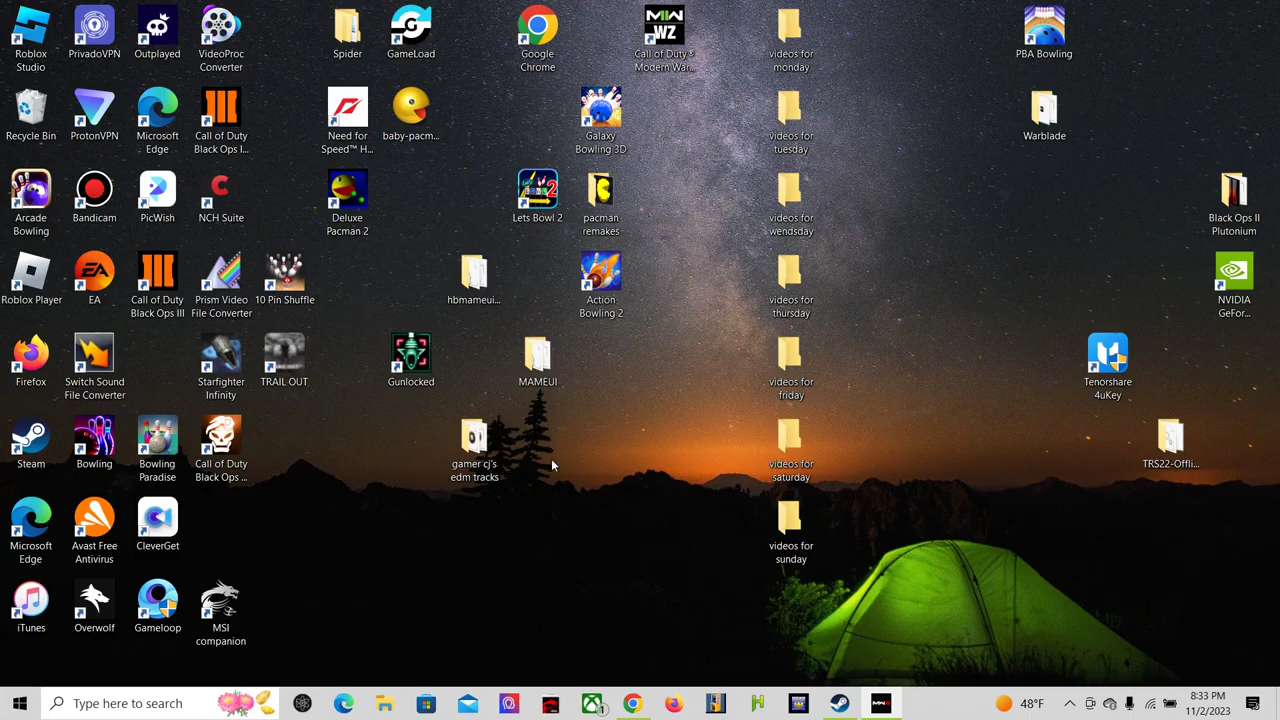 Roblox
Studio
PrivadoVPN
Outplayed
VideoProc
Converter
Spider
GameLoad
Google
Chrome
MW
WZ
Call of Duty®
Modern War...
videos for
monday
PBA Bowling
Recycle Bin
ProtonVPN
Microsoft
Edge
Call of Duty
Black Ops I...
Need for
Speed™ H...
baby-pacm...
Galaxy
Bowling 3D
videos for
tuesday
Warblade
Arcade
Bowling
Bandicam
PicWish
NCH Suite
Deluxe
Pacman 2
Lets Bowl 2
pacman
remakes
videos for
wendsday
Black Ops II
Plutonium
Roblox Player
EA
EA
Call of Duty
Black Ops III
Prism Video
File Converter
10 Pin Shuffle
hbmameui...
Action
Bowling 2
videos for
thursday
NVIDIA
GeFor...
Firefox
Switch Sound
File Converter
Starfighter
Infinity
TRAIL OUT
Gunlocked
MAMEUI
videos for
friday
Tenorshare
4uKey
Steam
Bowling
Bowling
Paradise
Call of Duty
Black Ops ...
gamer cj's
edm tracks
videos for
saturday
TRS22-Offli...
Microsoft
Edge
Avast Free
Antivirus
CleverGet
videos for
sunday
iTunes
Overwolf
Gameloop
MSI
companion
Type here to search
48°F
8:33 PM
11/2/2023